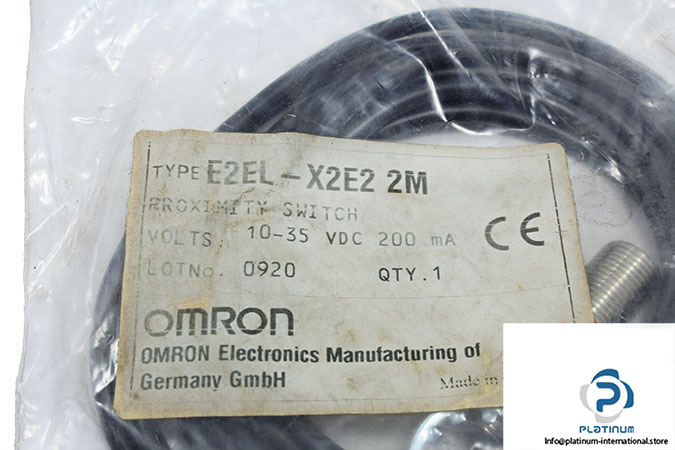 TYPE E2EL-X2E2 2M
PROXIMITY SWITCH
VOLTS. 10-35 VDC 200 mA
CE
LOTNo. 0920 QTY.1
OMRON
OMRON Electronics Manufacturing of
Germany GmbH
Made in
PLATINUM
Info@platinum-international.store